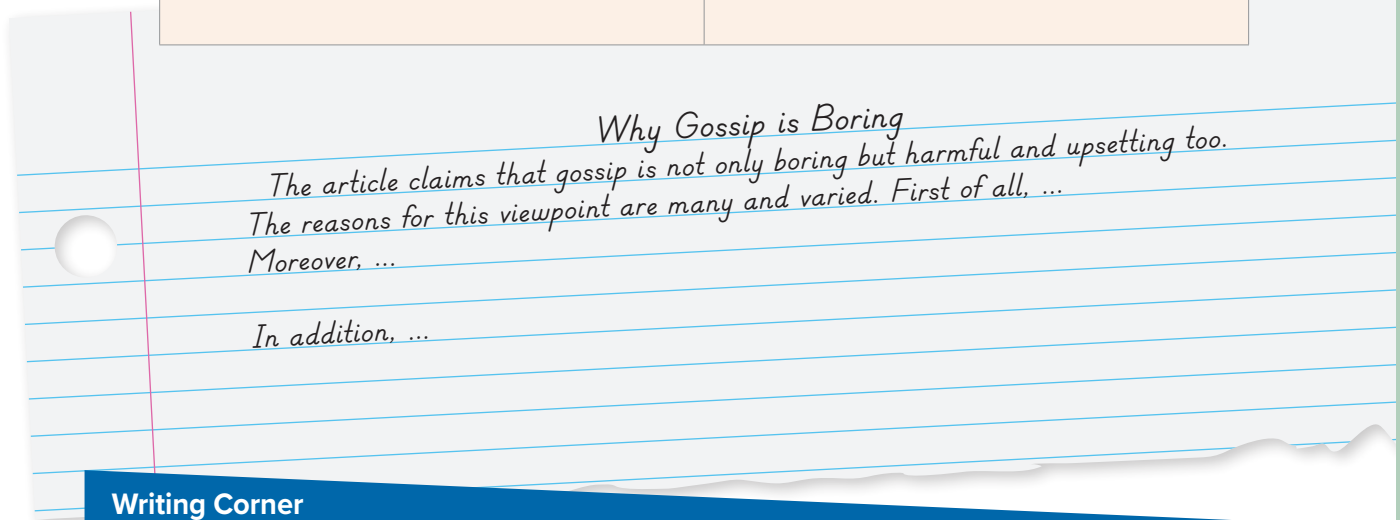 Why Gossip is Boring
The article claims that gossip is not only boring but harmful and upsetting too.
The reasons for this viewpoint are many and varied. First of all, ...
Moreover, ...
In addition, ...
Writing Corner